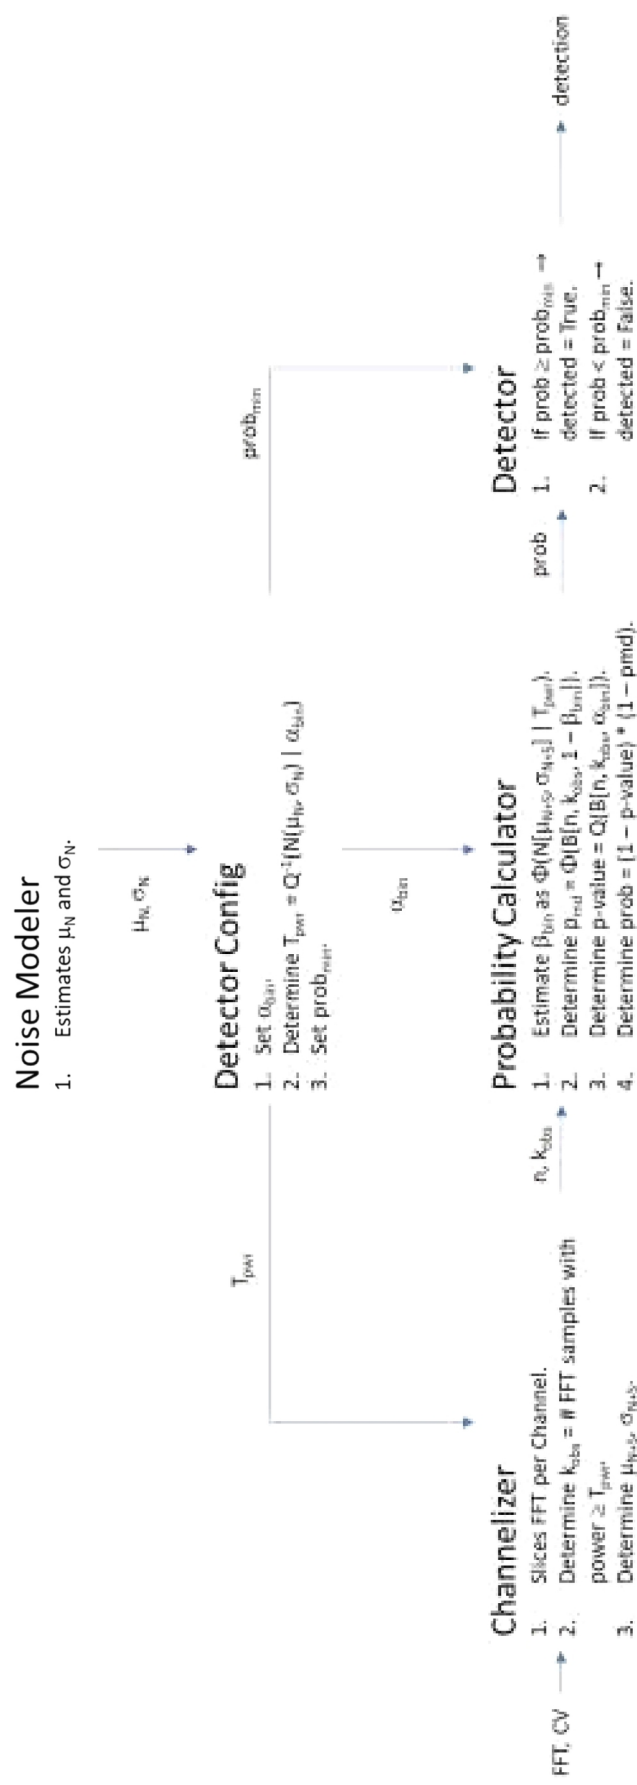 Noise Modeler
1. Estimates μN and σN.
μN, σN
Detector Config
1. Set αbin.
2. Determine Tpwr = Q⁻¹(N(μN, σN) | αbin)
3. Set probmin.
Tpwr
αbin
probmin
FFT, CV
Channelizer
1. Slices FFT per Channel.
2. Determine kobs = # FFT samples with
power ≥ Tpwr.
3. Determine μN+S, σN+S.
n, kobs
Probability Calculator
1. Estimate βbin as Φ(N[μN+S, σN+S] | Tpwr).
2. Determine pmd = Φ(B[n, kobs, 1 – βbin]).
3. Determine p-value = Q(B[n, kobs, αbin]).
4. Determine prob = (1 – p-value) * (1 – pmd).
prob
Detector
1. If prob ≥ probmin →
detected = True.
2. If prob < probmin →
detected = False.
detection